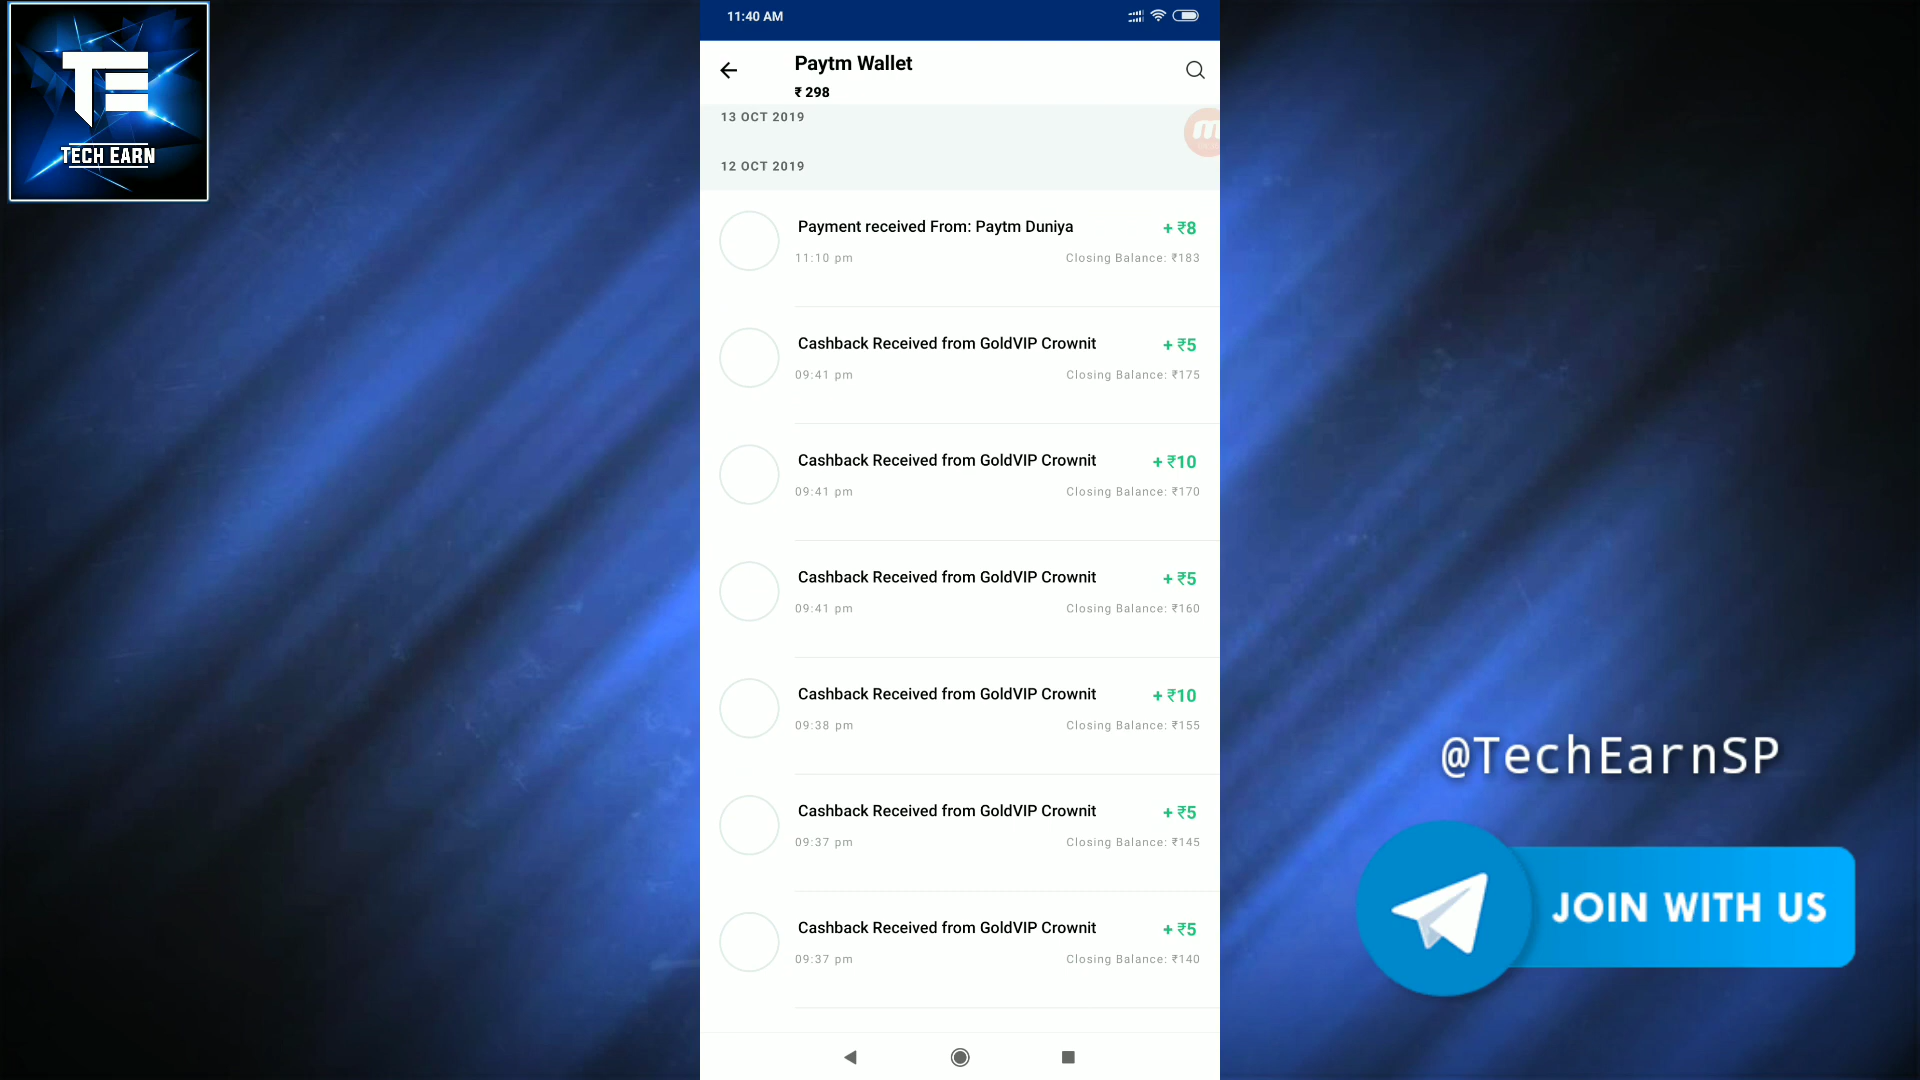 TECH EARN
11:40 AM
Paytm Wallet
₹ 298
13 OCT 2019
12 OCT 2019
Payment received From: Paytm Duniya
+ ₹8
11:10 pm
Closing Balance: ₹183
Cashback Received from GoldVIP Crownit
+ ₹5
09:41 pm
Closing Balance: ₹175
Cashback Received from GoldVIP Crownit
+ ₹10
09:41 pm
Closing Balance: ₹170
Cashback Received from GoldVIP Crownit
+ ₹5
09:41 pm
Closing Balance: ₹160
Cashback Received from GoldVIP Crownit
+ ₹10
09:38 pm
Closing Balance: ₹155
Cashback Received from GoldVIP Crownit
+ ₹5
09:37 pm
Closing Balance: ₹145
Cashback Received from GoldVIP Crownit
+ ₹5
09:37 pm
Closing Balance: ₹140
@TechEarnSP
JOIN WITH US